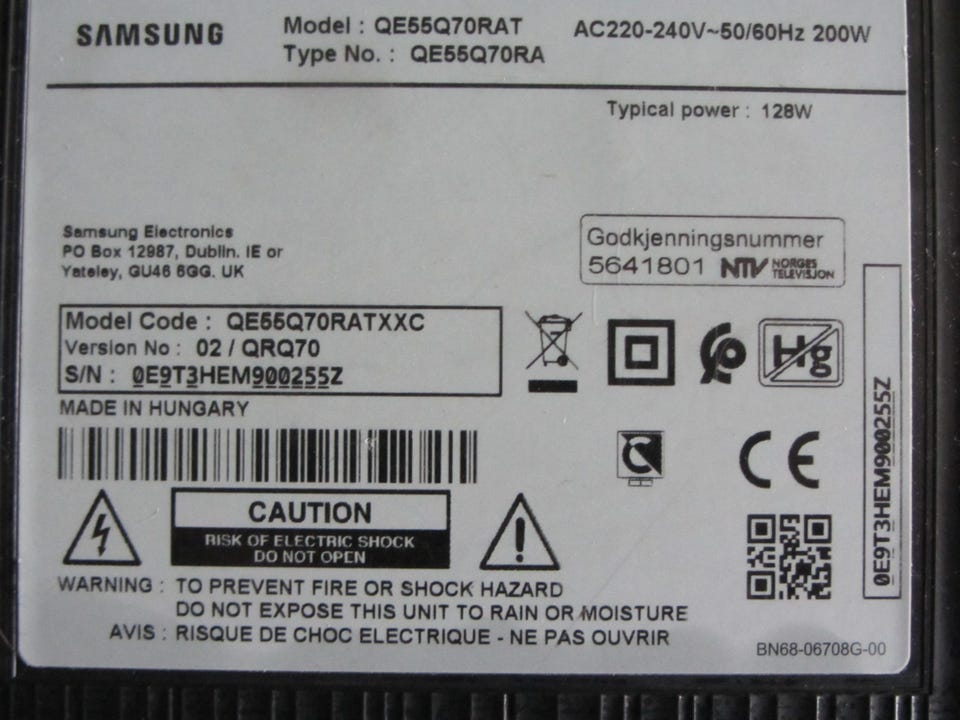 SAMSUNG
Model : QE55Q70RAT
Type No. : QE55Q70RA
AC220-240V~50/60Hz 200W
Typical power : 128W
Samsung Electronics
PO Box 12987, Dublin. IE or
Yateley, GU46 6GG. UK
Godkjenningsnummer
5641801 NTV NORGES
TELEVISJON
Model Code : QE55Q70RATXXC
Version No : 02 / QRQ70
S/N : 0E9T3HEM900255Z
MADE IN HUNGARY
Hg
CE
CAUTION
RISK OF ELECTRIC SHOCK
DO NOT OPEN
WARNING : TO PREVENT FIRE OR SHOCK HAZARD
DO NOT EXPOSE THIS UNIT TO RAIN OR MOISTURE
AVIS : RISQUE DE CHOC ELECTRIQUE - NE PAS OUVRIR
0E9T3HEM900255Z
BN68-06708G-00